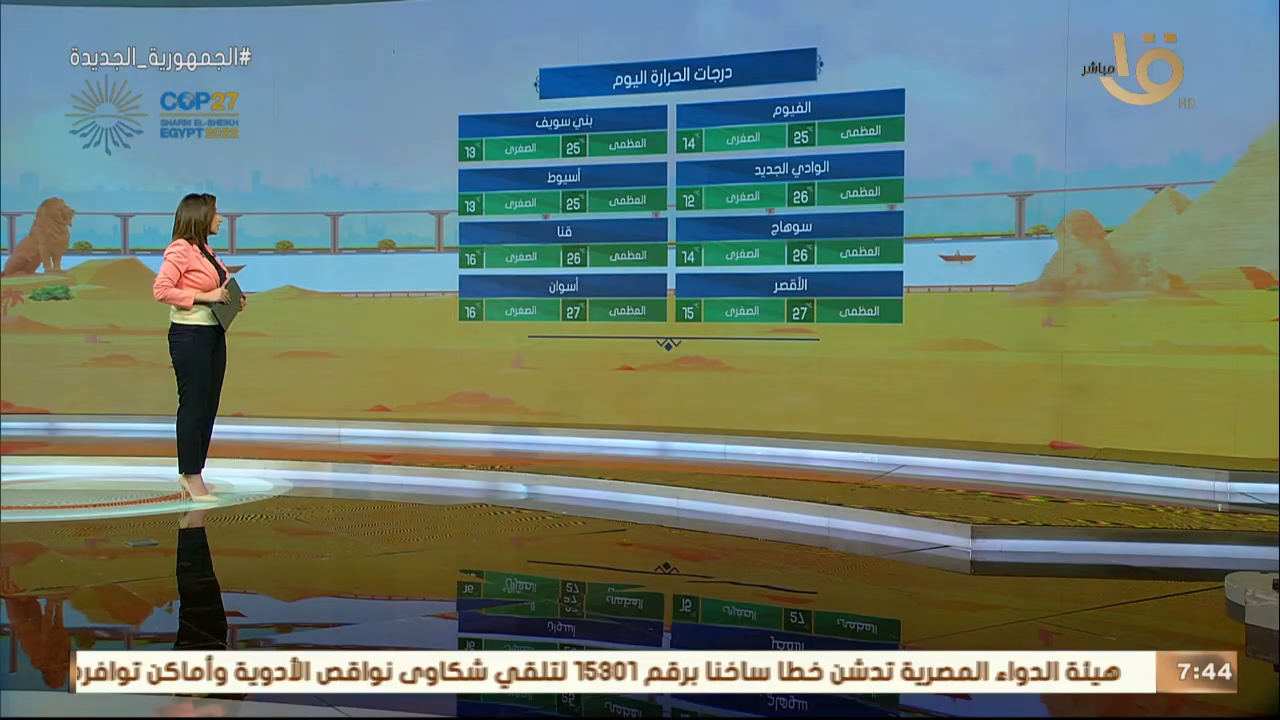 #الجمهورية_الجديدة
COP27
SHARM EL-SHEIKH
EGYPT 2022
مباشر
HD
درجات الحرارة اليوم
الفيوم
العظمى 25 الصغرى 14
بني سويف
العظمى 25 الصغرى 13
الوادي الجديد
العظمى 26 الصغرى 12
أسيوط
العظمى 25 الصغرى 13
سوهاج
العظمى 26 الصغرى 14
قنا
العظمى 26 الصغرى 16
الأقصر
العظمى 27 الصغرى 15
أسوان
العظمى 27 الصغرى 16
7:44
هيئة الدواء المصرية تدشن خطا ساخنا برقم 15301 لتلقي شكاوى نواقص الأدوية وأماكن توافره